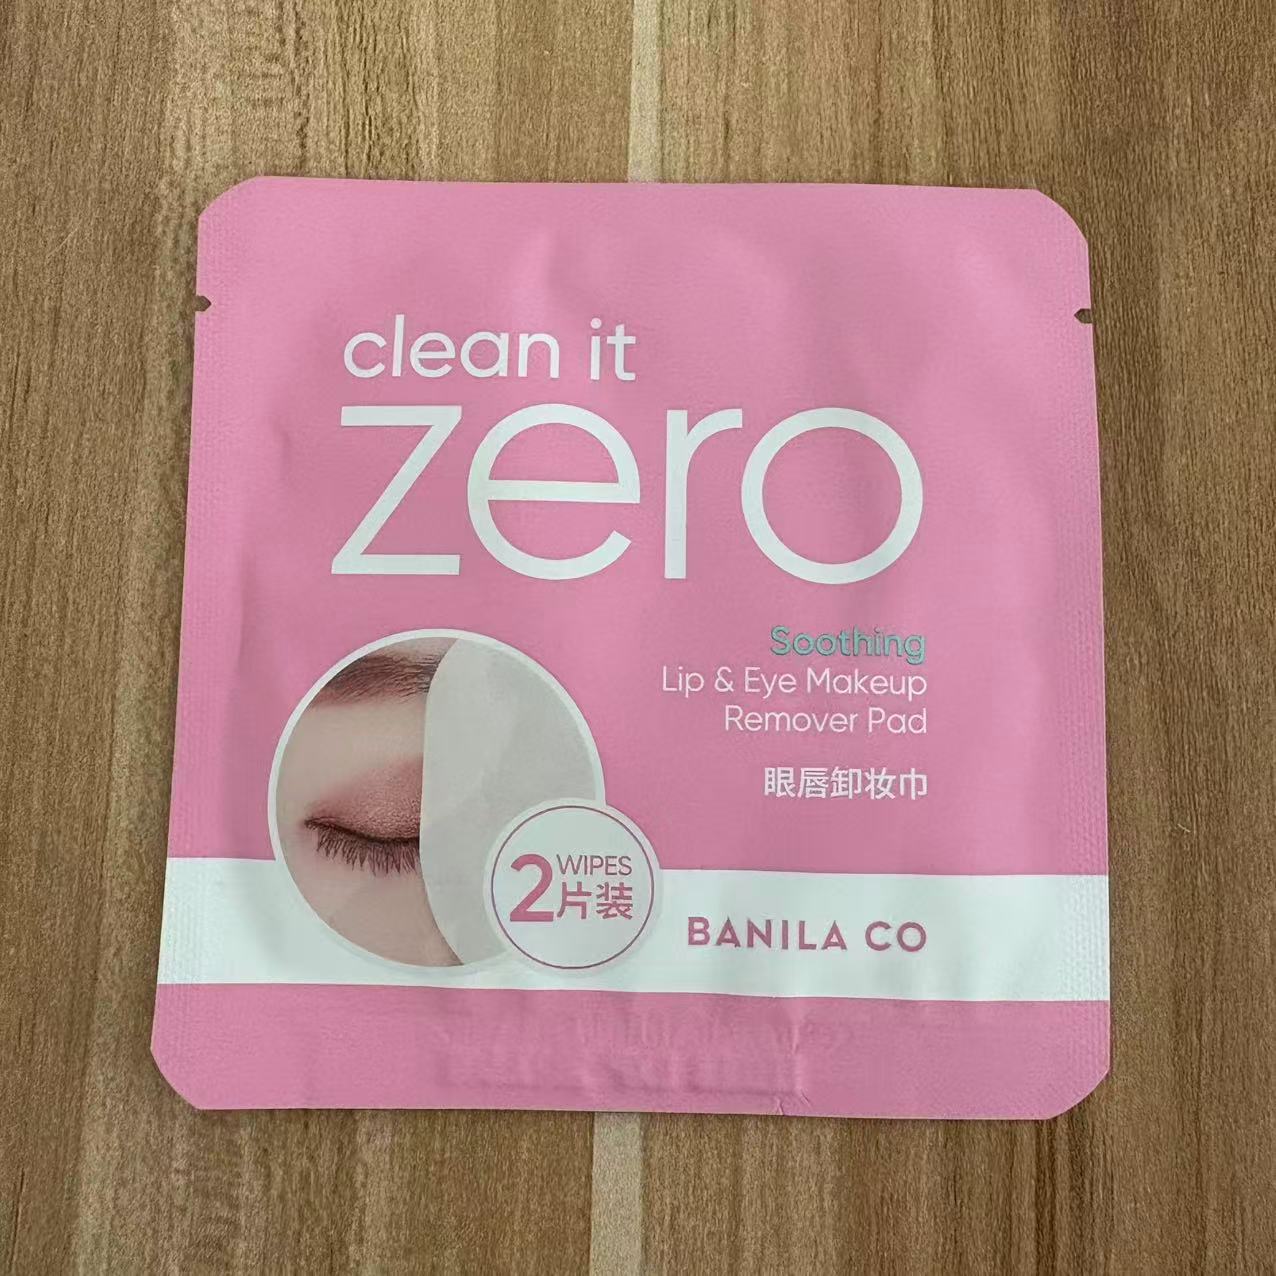 clean it
zero
Soothing
Lip & Eye Makeup
Remover Pad
眼唇卸妆巾
2 WIPES
片装
BANILA CO